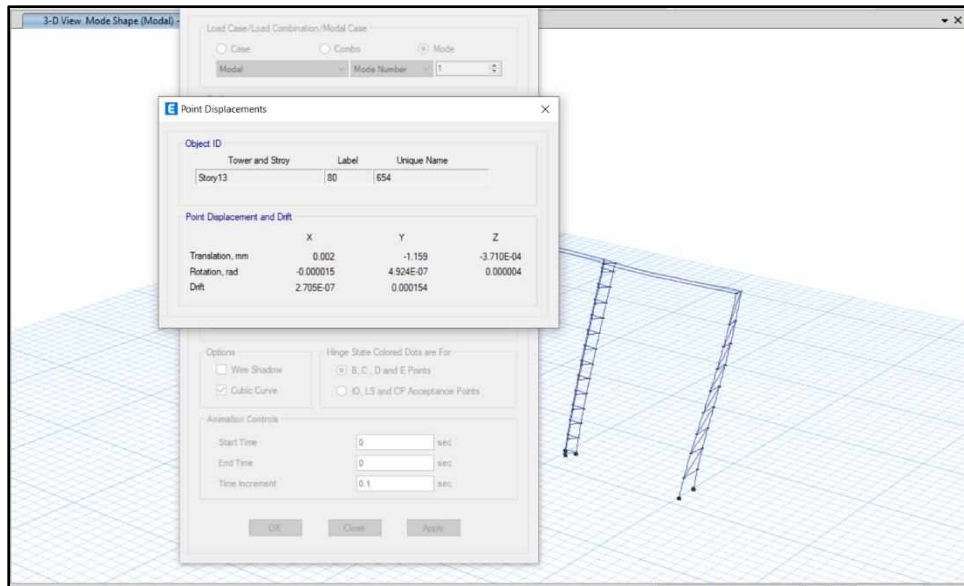 3-D View Mode Shape (Modal) -
Load Case/Load Combination/Modal Case
Case Combo Mode
Modal Mode Number 1
E Point Displacements
Object ID
Tower and Stroy Label Unique Name
Story13 80 654
Point Displacement and Drift
X Y Z
Translation, mm 0.002 -1.159 -3.710E-04
Rotation, rad -0.000015 4.924E-07 0.000004
Drift 2.705E-07 0.000154
Options
Wire Shadow
Cubic Curve
Hinge State Colored Dots are For
B, C, D and E Points
IO, LS and CP Acceptance Points
Animation Controls
Start Time 0 sec
End Time 0 sec
Time Increment 0.1 sec
OK Close Apply